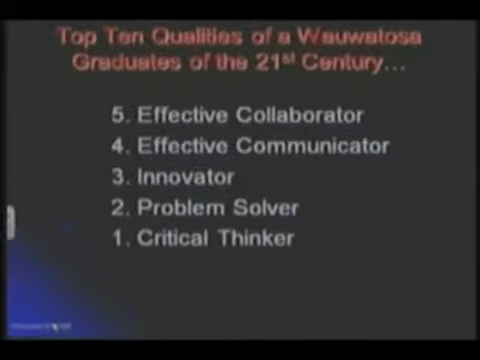 Top Ten Qualities of a Wauwatosa
Graduates of the 21st Century...
5. Effective Collaborator
4. Effective Communicator
3. Innovator
2. Problem Solver
1. Critical Thinker